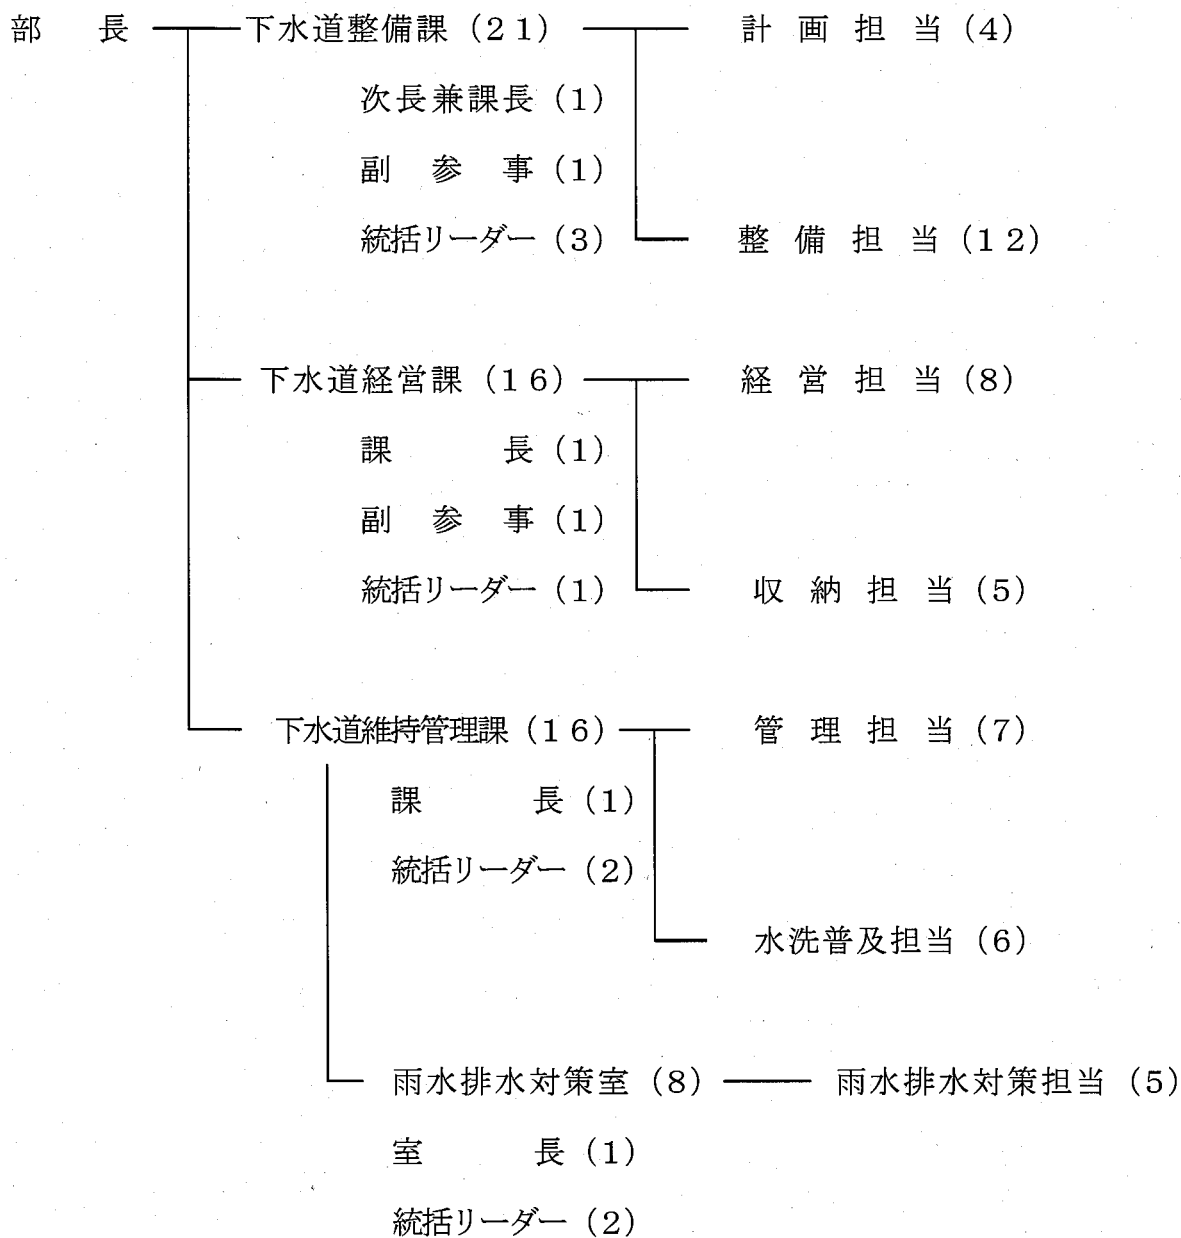 部長 下水道整備課（21） 計画担当（4）
次長兼課長（1）
副参事（1）
統括リーダー（3） 整備担当（12）
下水道経営課（16） 経営担当（8）
課長（1）
副参事（1）
統括リーダー（1） 収納担当（5）
下水道維持管理課（16） 管理担当（7）
課長（1）
統括リーダー（2）
水洗普及担当（6）
雨水排水対策室（8） 雨水排水対策担当（5）
室長（1）
統括リーダー（2）